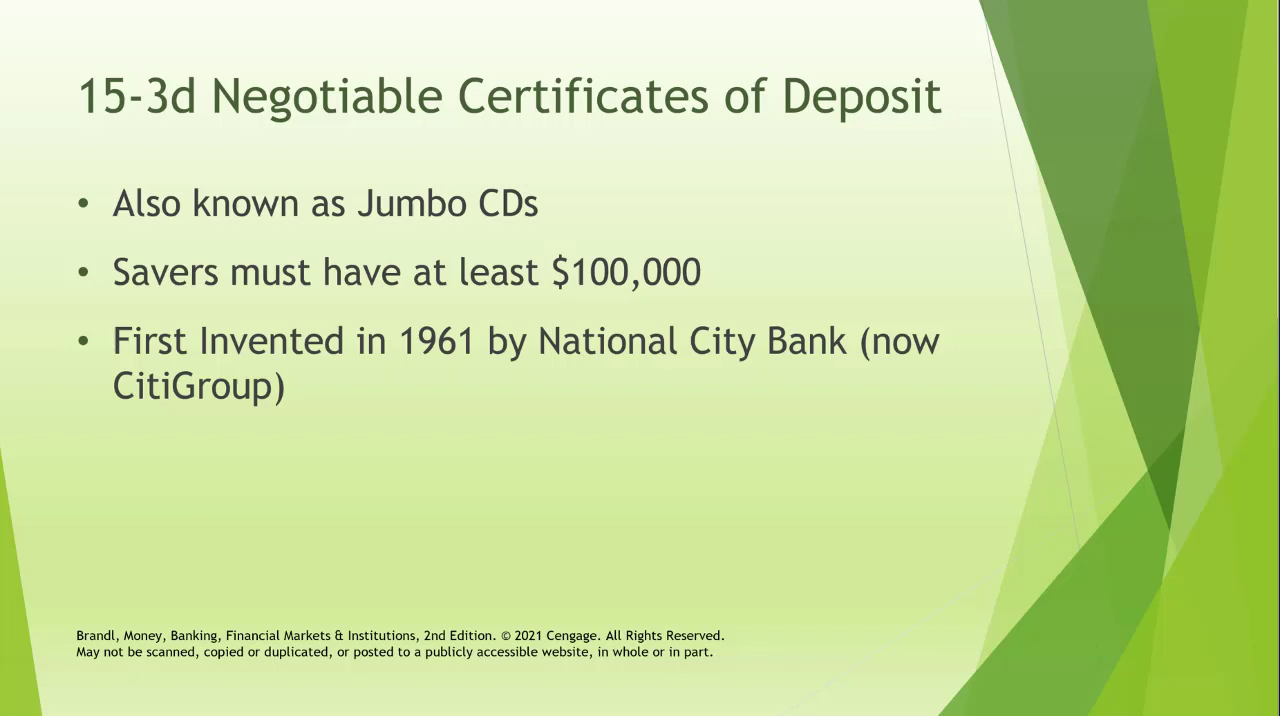 15-3d Negotiable Certificates of Deposit
• Also known as Jumbo CDs
• Savers must have at least $100,000
• First Invented in 1961 by National City Bank (now
CitiGroup)
Brandl, Money, Banking, Financial Markets & Institutions, 2nd Edition. © 2021 Cengage. All Rights Reserved.
May not be scanned, copied or duplicated, or posted to a publicly accessible website, in whole or in part.